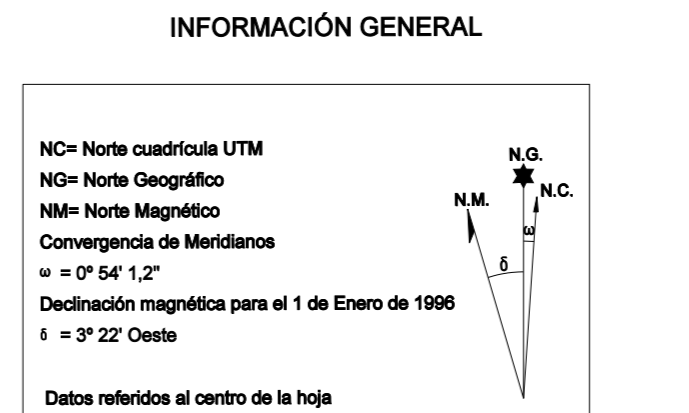 INFORMACIÓN GENERAL
NC= Norte cuadrícula UTM
NG= Norte Geográfico
NM= Norte Magnético
Convergencia de Meridianos
ω = 0º 54' 1,2"
Declinación magnética para el 1 de Enero de 1996
δ = 3º 22' Oeste
Datos referidos al centro de la hoja
N.G.
N.M.
N.C.
ω
δ